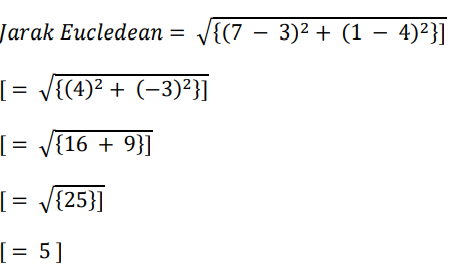 Jarak Eucledean = √{(7 − 3)² + (1 − 4)²}]
[= √{(4)² + (−3)²}]
[= √{16 + 9}]
[= √{25}]
[= 5]